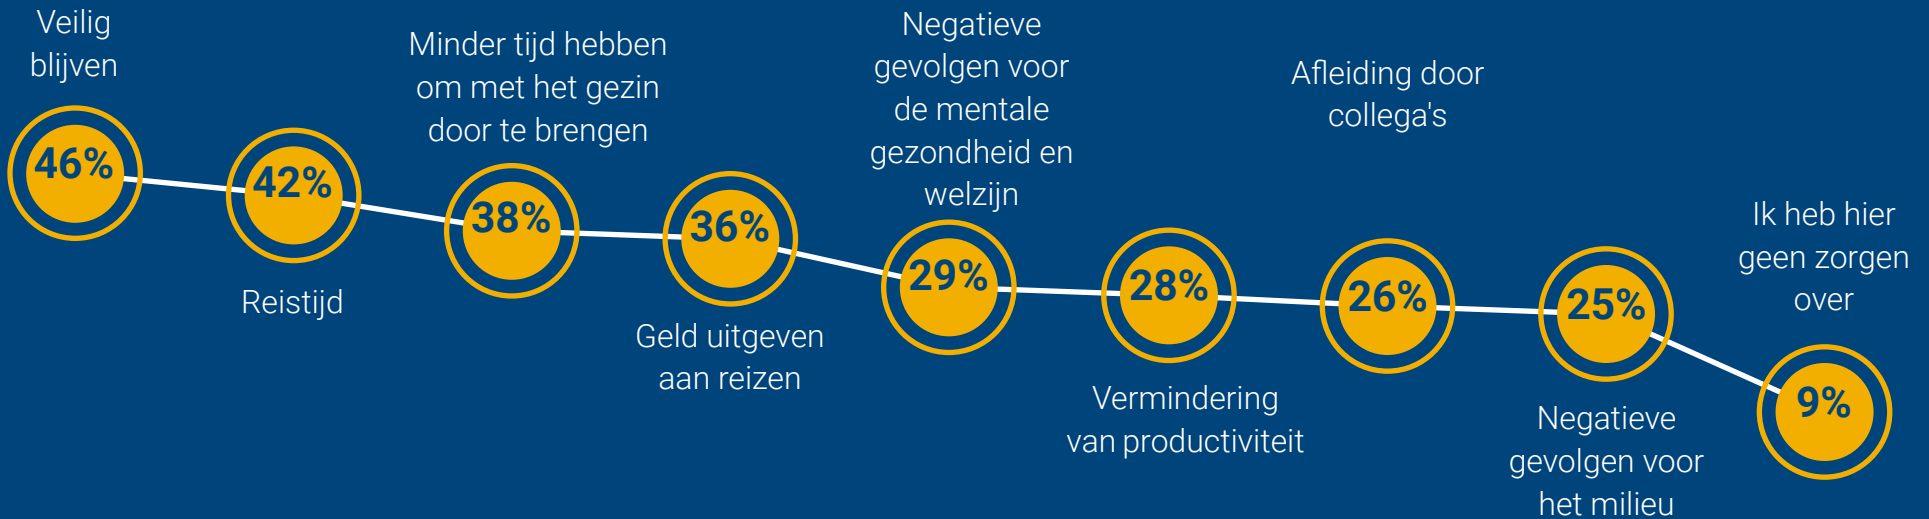 Veilig
blijven
46%
42%
Reistijd
Minder tijd hebben
om met het gezin
door te brengen
38%
36%
Geld uitgeven
aan reizen
Negatieve
gevolgen voor
de mentale
gezondheid en
welzijn
29%
28%
Vermindering
van productiviteit
Afleiding door
collega's
26%
25%
Negatieve
gevolgen voor
het milieu
Ik heb hier
geen zorgen
over
9%